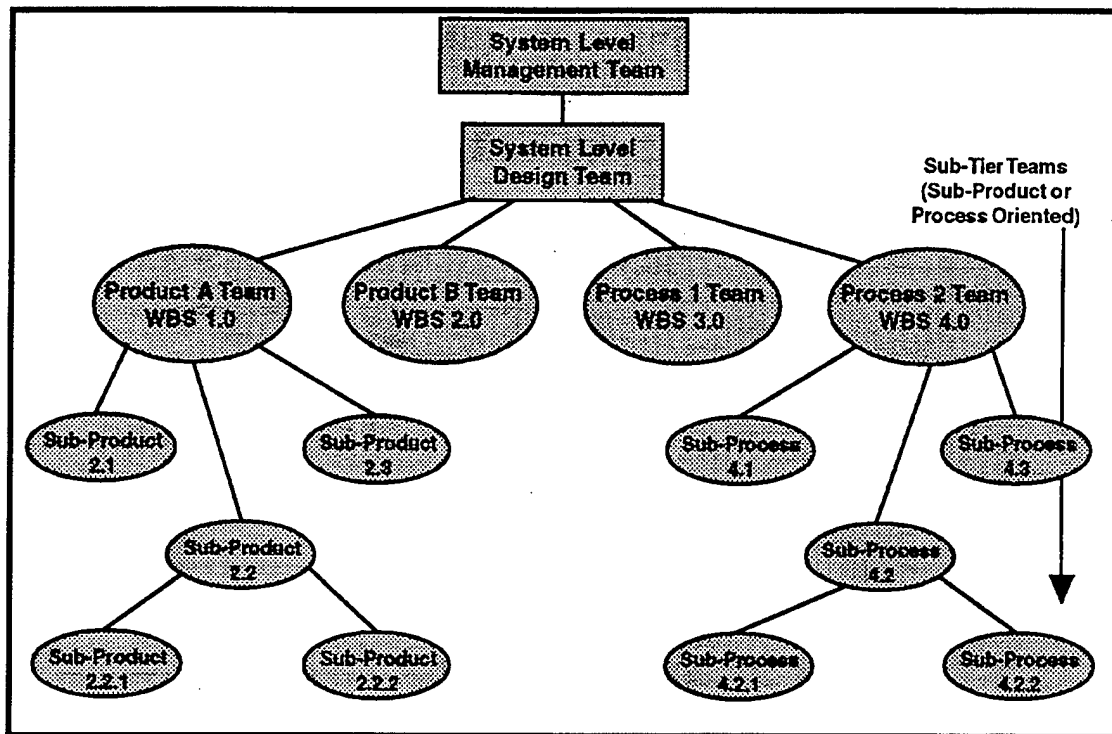 System Level
Management Team
System Level
Design Team
Sub-Tier Teams
(Sub-Product or
Process Oriented)
Product A Team
WBS 1.0
Product B Team
WBS 2.0
Process 1 Team
WBS 3.0
Process 2 Team
WBS 4.0
Sub-Product
2.1
Sub-Product
2.3
Sub-Process
4.1
Sub-Process
4.3
Sub-Product
2.2
Sub-Process
4.2
Sub-Product
2.2.1
Sub-Product
2.2.2
Sub-Process
4.2.1
Sub-Process
4.2.2